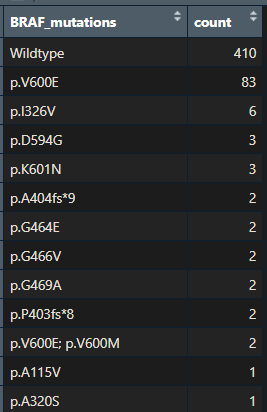 BRAF_mutations count
Wildtype 410
p.V600E 83
p.I326V 6
p.D594G 3
p.K601N 3
p.A404fs*9 2
p.G464E 2
p.G466V 2
p.G469A 2
p.P403fs*8 2
p.V600E; p.V600M 2
p.A115V 1
p.A320S 1